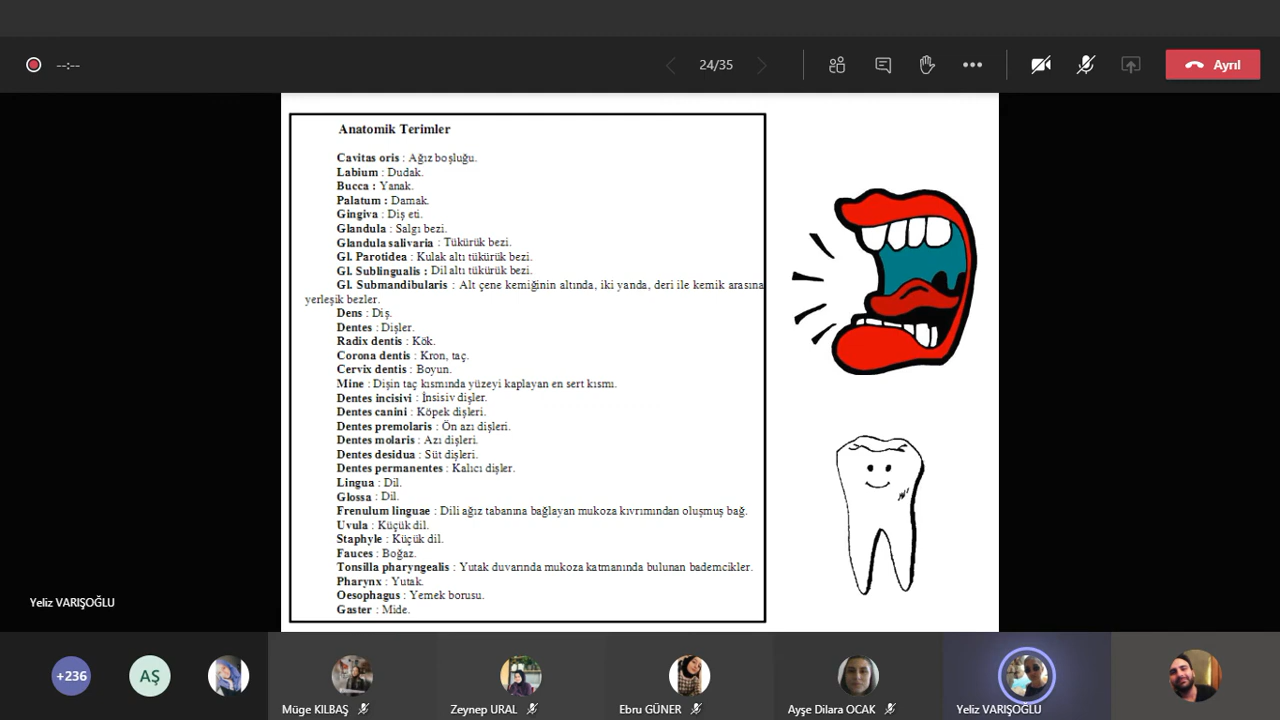 --:--
24/35
Ayrıl
Anatomik Terimler
Cavitas oris : Ağız boşluğu.
Labium : Dudak.
Bucca : Yanak.
Palatum : Damak.
Gingiva : Diş eti.
Glandula : Salgı bezi.
Glandula salivaria : Tükürük bezi.
Gl. Parotidea : Kulak altı tükürük bezi.
Gl. Sublingualis : Dil altı tükürük bezi.
Gl. Submandibularis : Alt çene kemiğinin altında, iki yanda, deri ile kemik arasına
yerleşik bezler.
Dens : Diş.
Dentes : Dişler.
Radix dentis : Kök.
Corona dentis : Kron, taç.
Cervix dentis : Boyun.
Mine : Dişin taç kısmında yüzeyi kaplayan en sert kısmı.
Dentes incisivi : İnsisiv dişler.
Dentes canini : Köpek dişleri.
Dentes premolaris : Ön azı dişleri.
Dentes molaris : Azı dişleri.
Dentes desidua : Süt dişleri.
Dentes permanentes : Kalıcı dişler.
Lingua : Dil.
Glossa : Dil.
Frenulum linguae : Dili ağız tabanına bağlayan mukoza kıvrımından oluşmuş bağ.
Uvula : Küçük dil.
Staphyle : Küçük dil.
Fauces : Boğaz.
Tonsilla pharyngealis : Yutak duvarında mukoza katmanında bulunan bademcikler.
Pharynx : Yutak.
Oesophagus : Yemek borusu.
Gaster : Mide.
Yeliz VARIŞOĞLU
+236
AŞ
Müge KILBAŞ
Zeynep URAL
Ebru GÜNER
Ayşe Dilara OCAK
Yeliz VARIŞOĞLU